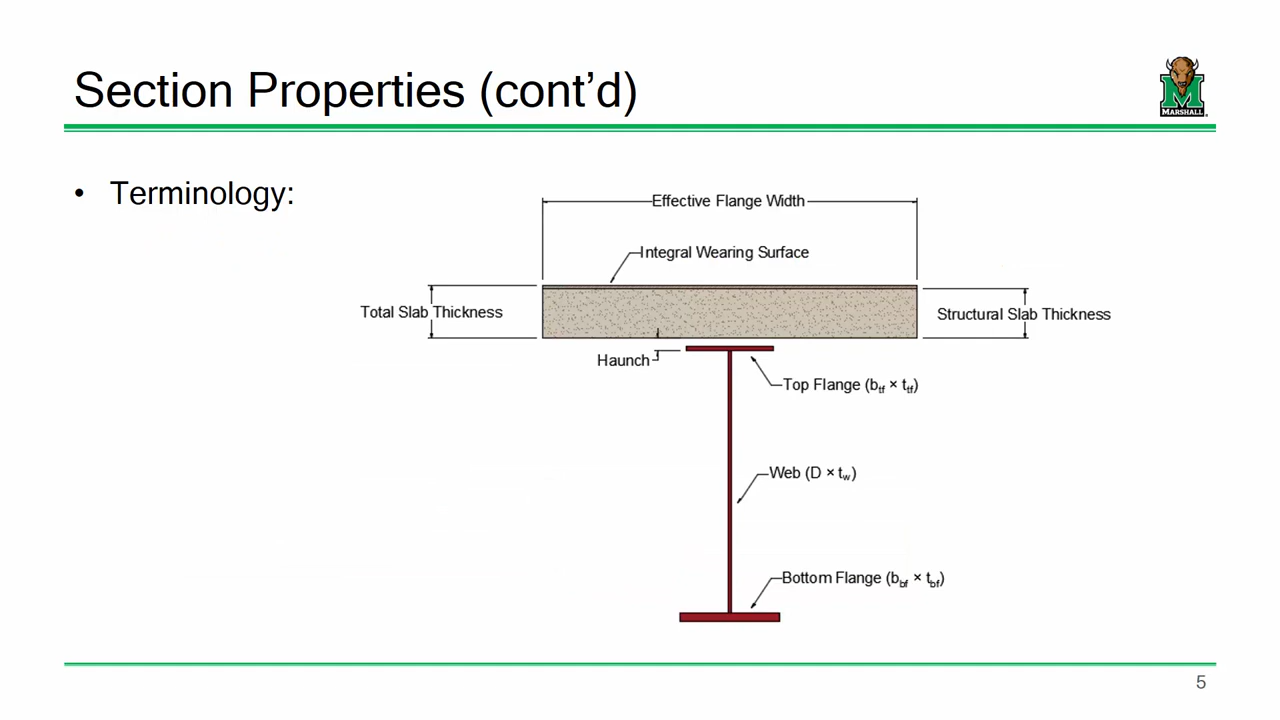 Section Properties (cont’d)
MARSHALL
• Terminology:
Effective Flange Width
Integral Wearing Surface
Total Slab Thickness
Structural Slab Thickness
Haunch
Top Flange (btf × ttf)
Web (D × tw)
Bottom Flange (bbf × tbf)
5